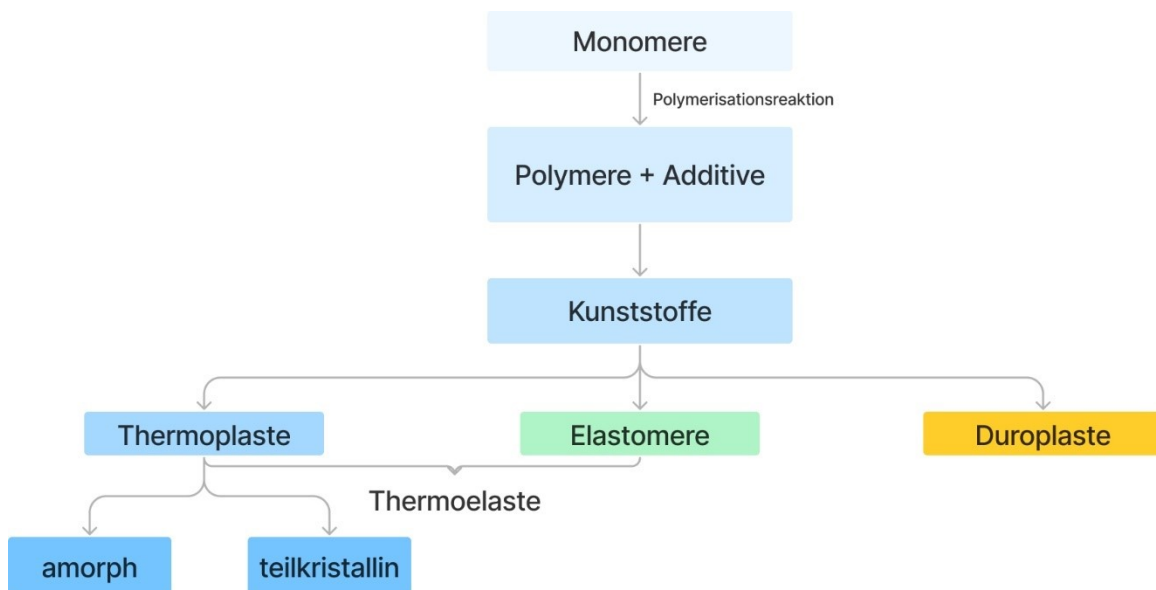 Monomere
Polymerisationsreaktion
Polymere + Additive
Kunststoffe
Thermoplaste
Elastomere
Duroplaste
Thermoelaste
amorph
teilkristallin